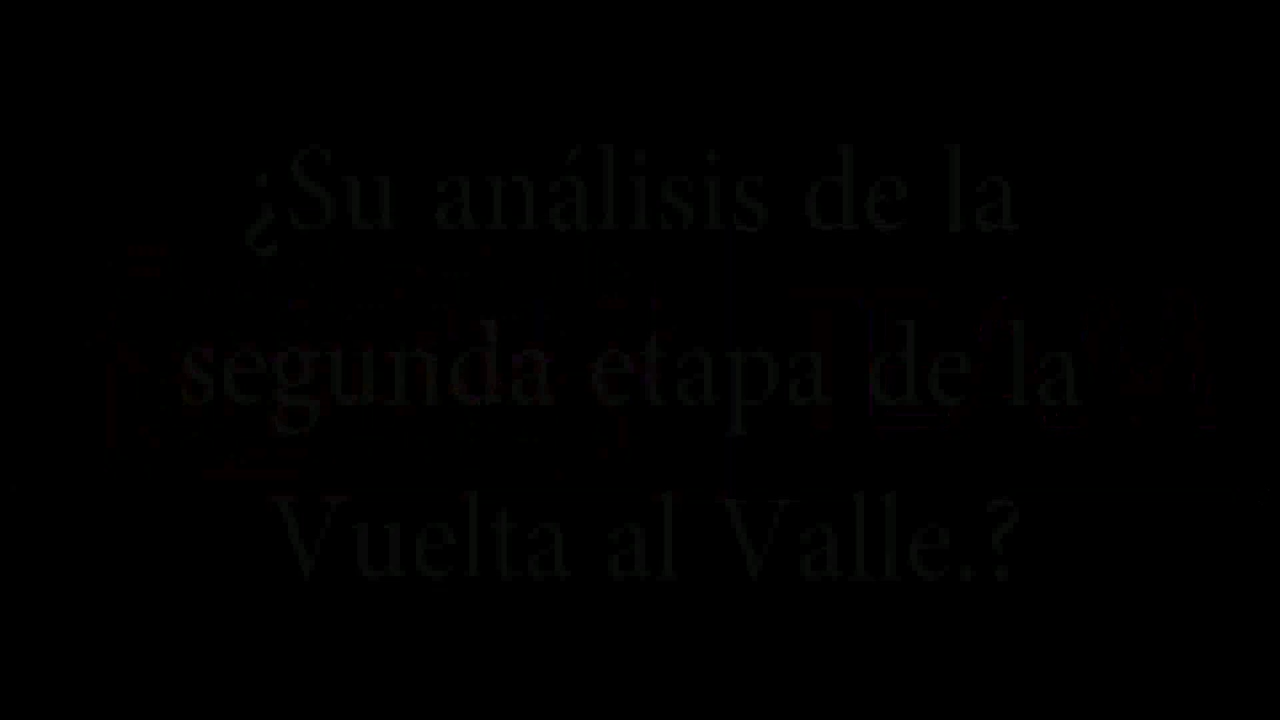 ¿Su análisis de la
segunda etapa de la
Vuelta al Valle.?